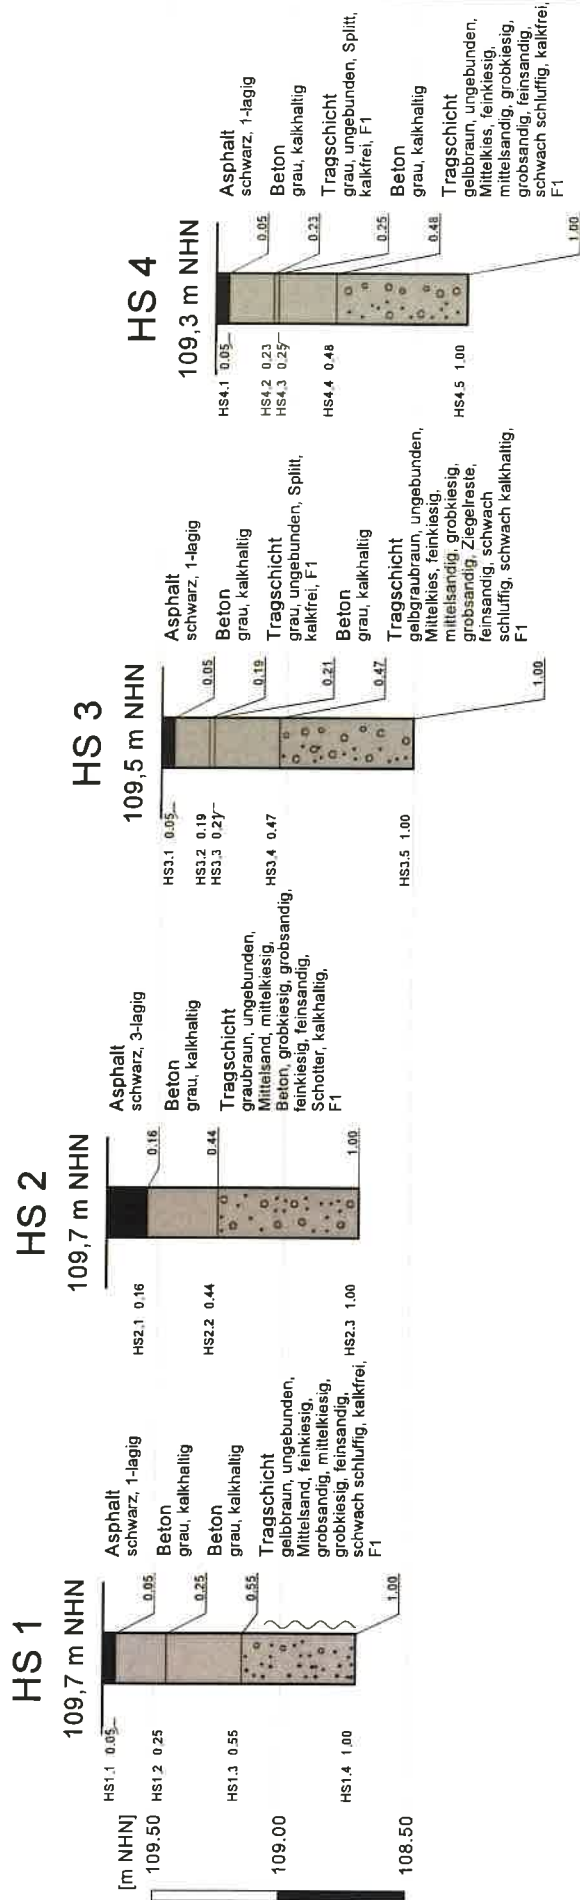 HS 1
109,7 m NHN
HS1.1 0.05
HS1.2 0.25
HS1.3 0.55
HS1.4 1.00
0.05
0.25
0.55
1.00
Asphalt
schwarz, 1-lagig
Beton
grau, kalkhaltig
Beton
grau, kalkhaltig
Tragschicht
gelbbraun, ungebunden,
Mittelsand, feinkiesig,
grobsandig, mittelkiesig,
grobkiesig, feinsandig,
schwach schluffig, kalkfrei,
F1
HS 2
109,7 m NHN
HS2.1 0.16
HS2.2 0.44
HS2.3 1.00
0.16
0.44
1.00
Asphalt
schwarz, 3-lagig
Beton
grau, kalkhaltig
Tragschicht
graubraun, ungebunden,
Mittelsand, mittelkiesig,
Beton, grobkiesig, grobsandig,
feinkiesig, feinsandig,
Schotter, kalkhaltig,
F1
HS 3
109,5 m NHN
HS3.1 0.05
HS3.2 0.19
HS3.3 0.21
HS3.4 0.47
HS3.5 1.00
0.05
0.19
0.21
0.47
1.00
Asphalt
schwarz, 1-lagig
Beton
grau, kalkhaltig
Tragschicht
grau, ungebunden, Splitt,
kalkfrei, F1
Beton
grau, kalkhaltig
Tragschicht
gelbgraubraun, ungebunden,
Mittelkies, feinkiesig,
mittelsandig, grobkiesig,
grobsandig, Ziegelreste,
feinsandig, schwach
schluffig, schwach kalkhaltig,
F1
HS 4
109,3 m NHN
HS4.1 0.05
HS4.2 0.23
HS4.3 0.25
HS4.4 0.48
HS4.5 1.00
0.05
0.23
0.25
0.48
1.00
Asphalt
schwarz, 1-lagig
Beton
grau, kalkhaltig
Tragschicht
grau, ungebunden, Splitt,
kalkfrei, F1
Beton
grau, kalkhaltig
Tragschicht
gelbbraun, ungebunden,
Mittelkies, feinkiesig,
mittelsandig, grobkiesig,
grobsandig, feinsandig,
schwach schluffig, kalkfrei,
F1
[m NHN]
109.50
109.00
108.50